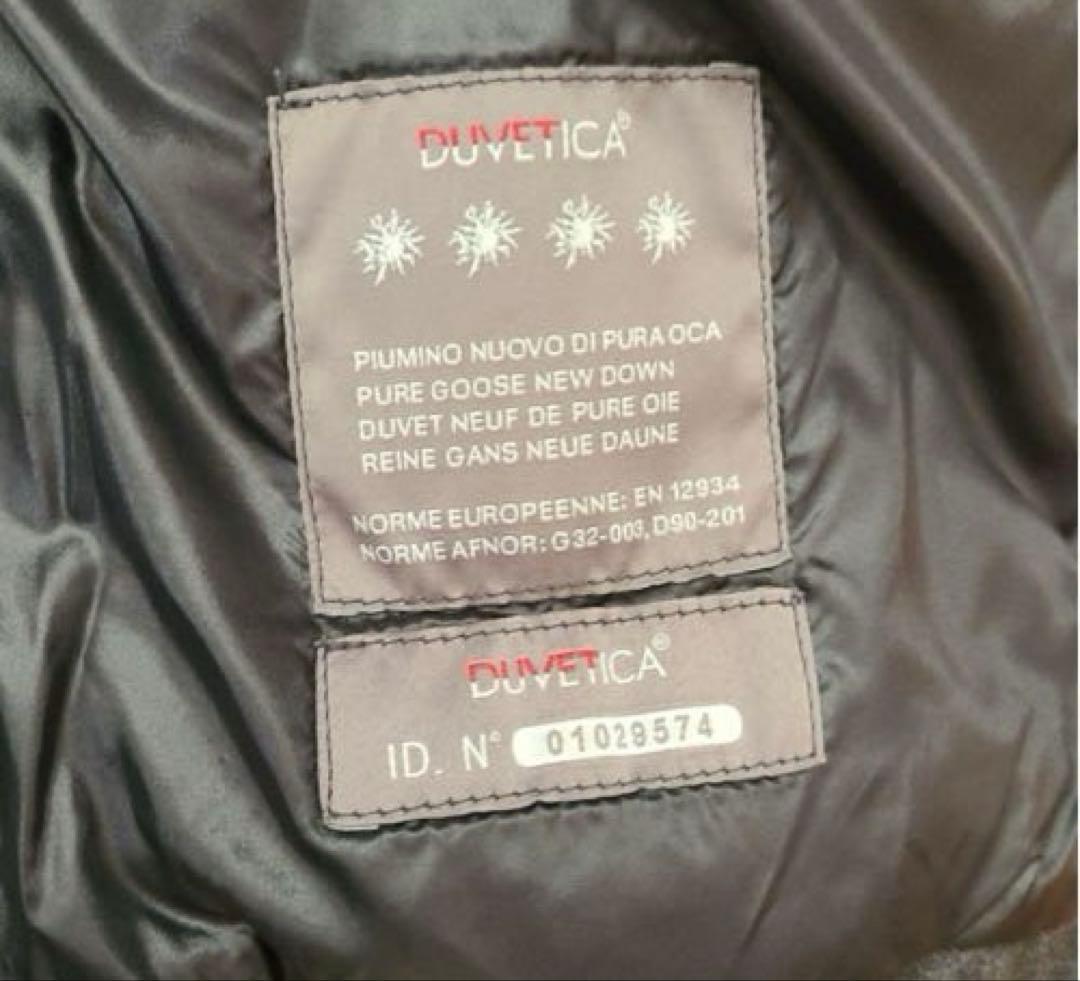 DUVETICA®
PIUMINO NUOVO DI PURA OCA
PURE GOOSE NEW DOWN
DUVET NEUF DE PURE OIE
REINE GANS NEUE DAUNE
NORME EUROPEENNE: EN 12934
NORME AFNOR: G32-003, D90-201
DUVETICA®
ID. N° 01029574